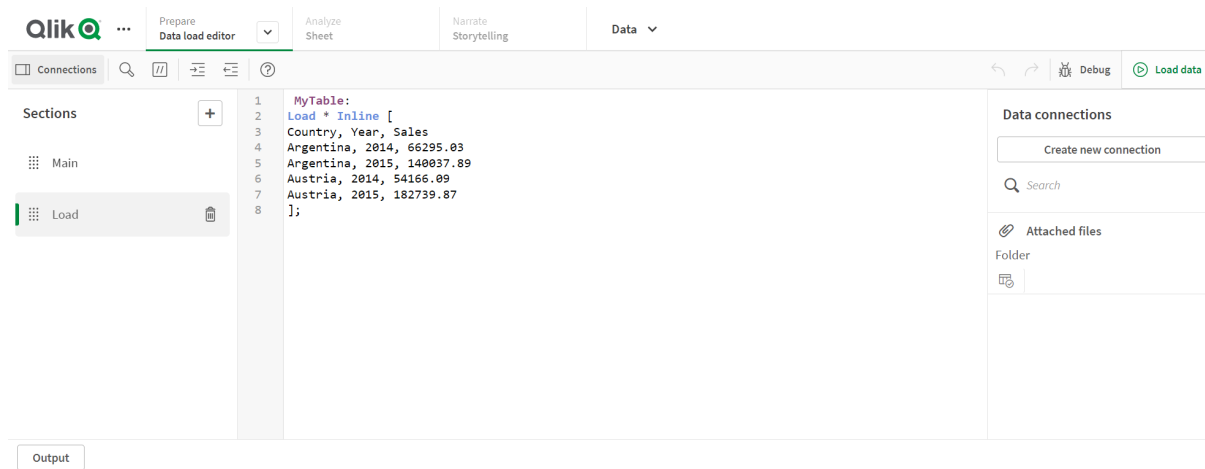 Qlik
Prepare
Data load editor
Analyze
Sheet
Narrate
Storytelling
Data
Connections
//
Debug
Load data
Sections
Main
Load
1 MyTable:
2 Load * Inline [
3 Country, Year, Sales
4 Argentina, 2014, 66295.03
5 Argentina, 2015, 140037.89
6 Austria, 2014, 54166.09
7 Austria, 2015, 182739.87
8 ];
Data connections
Create new connection
Search
Attached files
Folder
Output